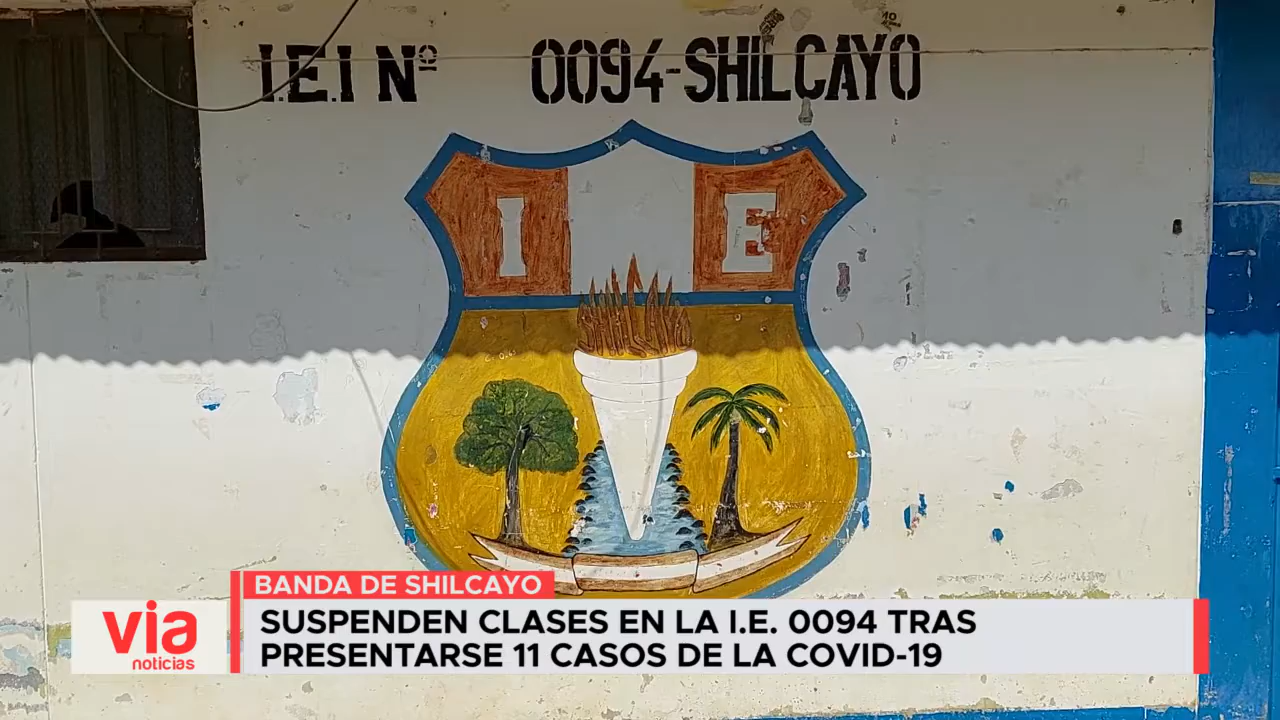 I.E.I Nº 0094-SHILCAYO
I E
BANDA DE SHILCAYO
SUSPENDEN CLASES EN LA I.E. 0094 TRAS
PRESENTARSE 11 CASOS DE LA COVID-19
via
noticias